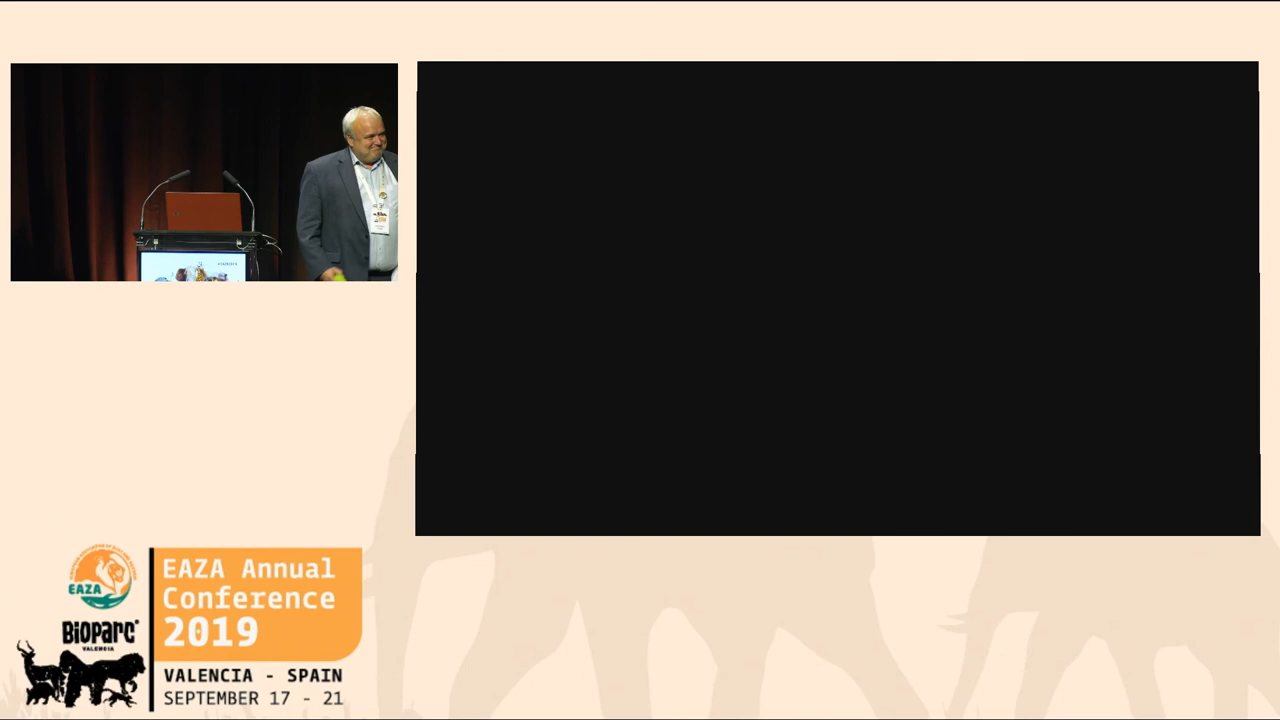 EAZA
EAZA Annual
Conference
2019
BIOPARC
VALENCIA
VALENCIA - SPAIN
SEPTEMBER 17 - 21